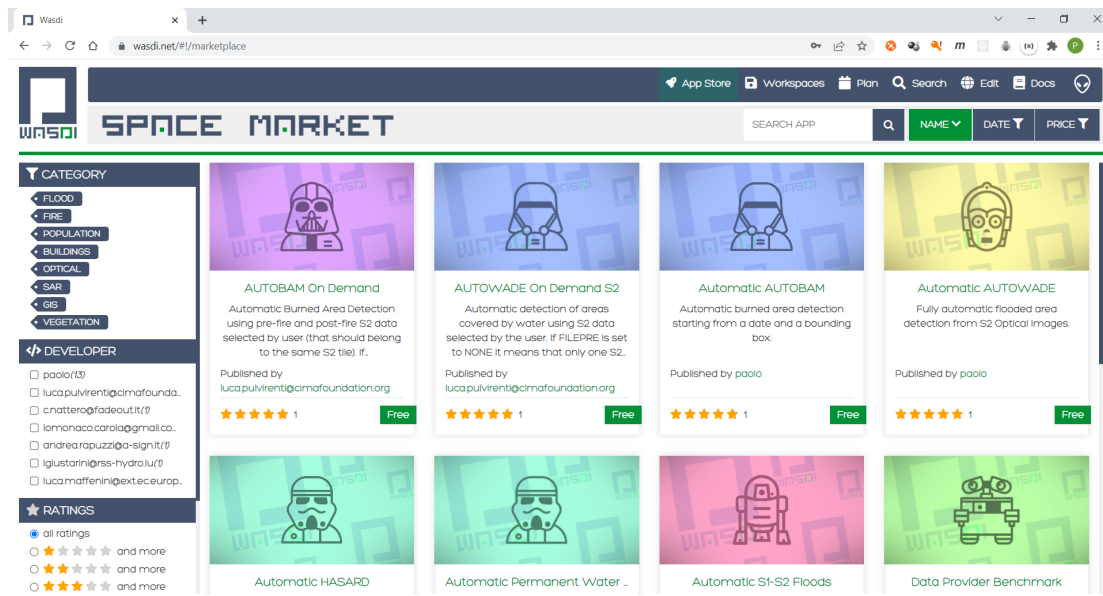 Wasdi
wasdi.net/#!/marketplace
P
App Store
Workspaces
Plan
Search
Edit
Docs
WASDI
SPACE MARKET
SEARCH APP
NAME
DATE
PRICE
CATEGORY
FLOOD
FIRE
POPULATION
BUILDINGS
OPTICAL
SAR
GIS
VEGETATION
DEVELOPER
paolo(13)
luca.pulvirenti@cimafounda..
c.nattero@fadeout.it(1)
lomonaco.carola@gmail.co..
andrea.rapuzzi@a-sign.it(1)
lgiustarini@rss-hydro.lu(1)
luca.maffenini@ext.ec.europ..
RATINGS
all ratings
and more
and more
and more
AUTOBAM On Demand
Automatic Burned Area Detection
using pre-fire and post-fire S2 data
selected by user (that should belong
to the same S2 tile). If..
Published by
luca.pulvirenti@cimafoundation.org
1
Free
AUTOWADE On Demand S2
Automatic detection of areas
covered by water using S2 data
selected by the user. If FILEPRE is set
to NONE it means that only one S2..
Published by
luca.pulvirenti@cimafoundation.org
1
Free
Automatic AUTOBAM
Automatic burned area detection
starting from a date and a bounding
box.
Published by paolo
1
Free
Automatic AUTOWADE
Fully automatic flooded area
detection from S2 Optical Images.
Published by paolo
1
Free
Automatic HASARD
Automatic Permanent Water ..
Automatic S1-S2 Floods
Data Provider Benchmark